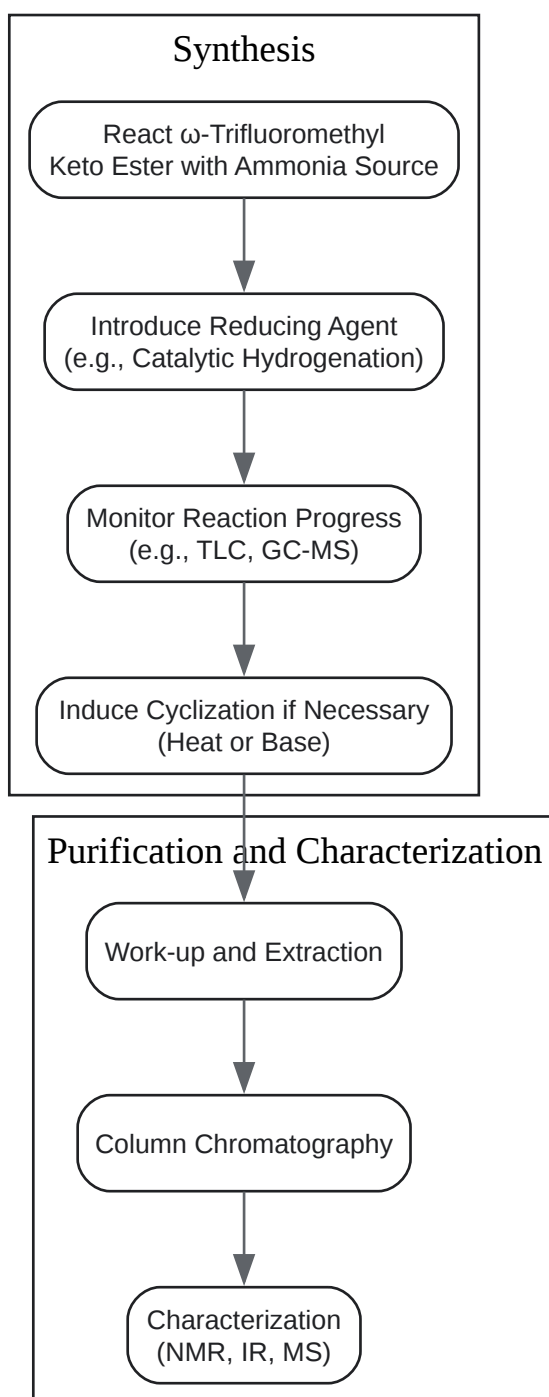 Synthesis
React ω-Trifluoromethyl
Keto Ester with Ammonia Source
Introduce Reducing Agent
(e.g., Catalytic Hydrogenation)
Monitor Reaction Progress
(e.g., TLC, GC-MS)
Induce Cyclization if Necessary
(Heat or Base)
Purification and Characterization
Work-up and Extraction
Column Chromatography
Characterization
(NMR, IR, MS)